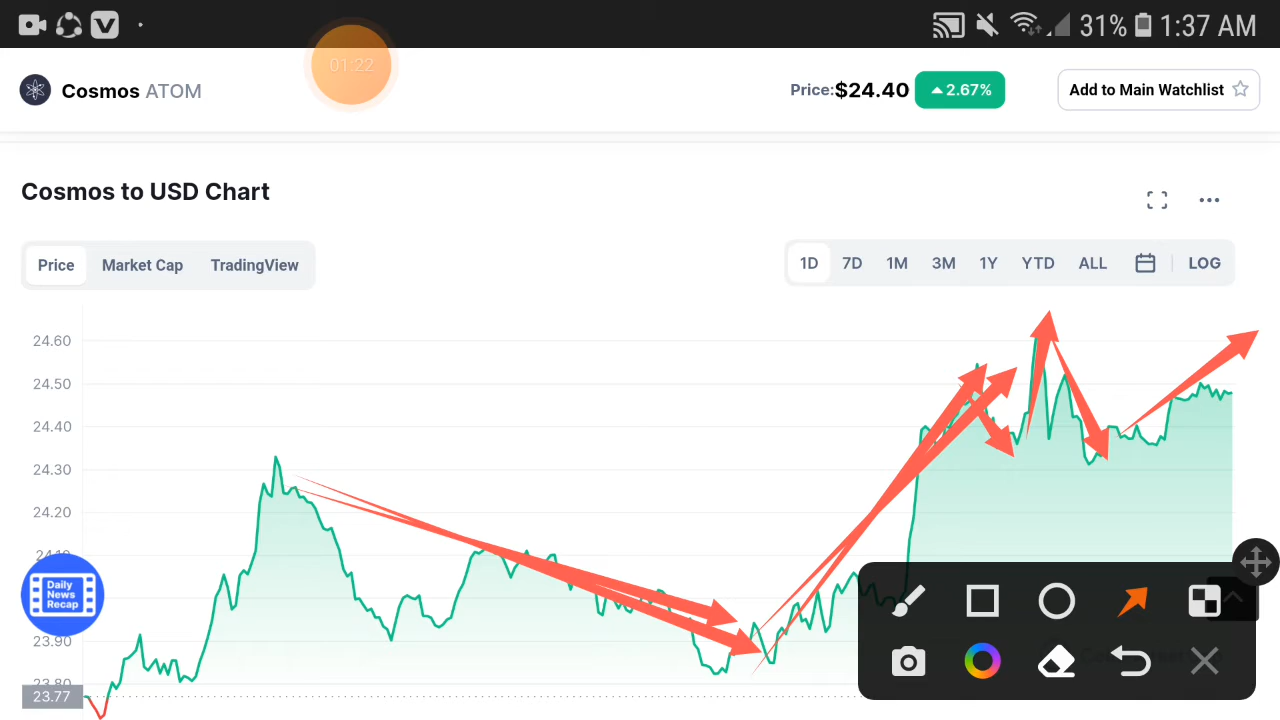 31% 1:37 AM
01:22
Cosmos ATOM
Price:$24.40 2.67%
Add to Main Watchlist
Cosmos to USD Chart
Price Market Cap TradingView
1D 7D 1M 3M 1Y YTD ALL LOG
24.60
24.50
24.40
24.30
24.20
24.10
Daily
News
Recap
23.90
23.80
23.77